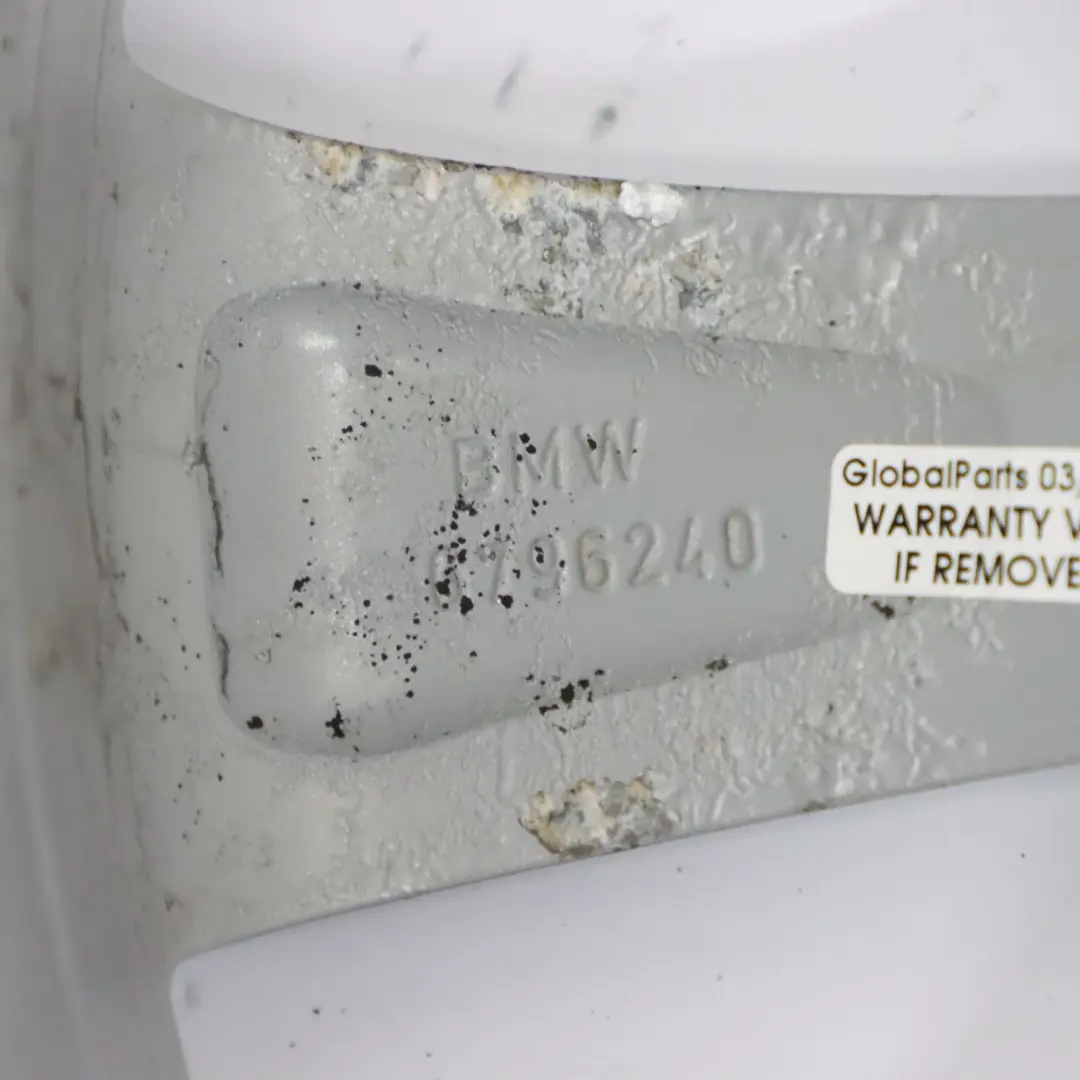 BMW
6796240
GlobalParts 03
WARRANTY V
IF REMOVE